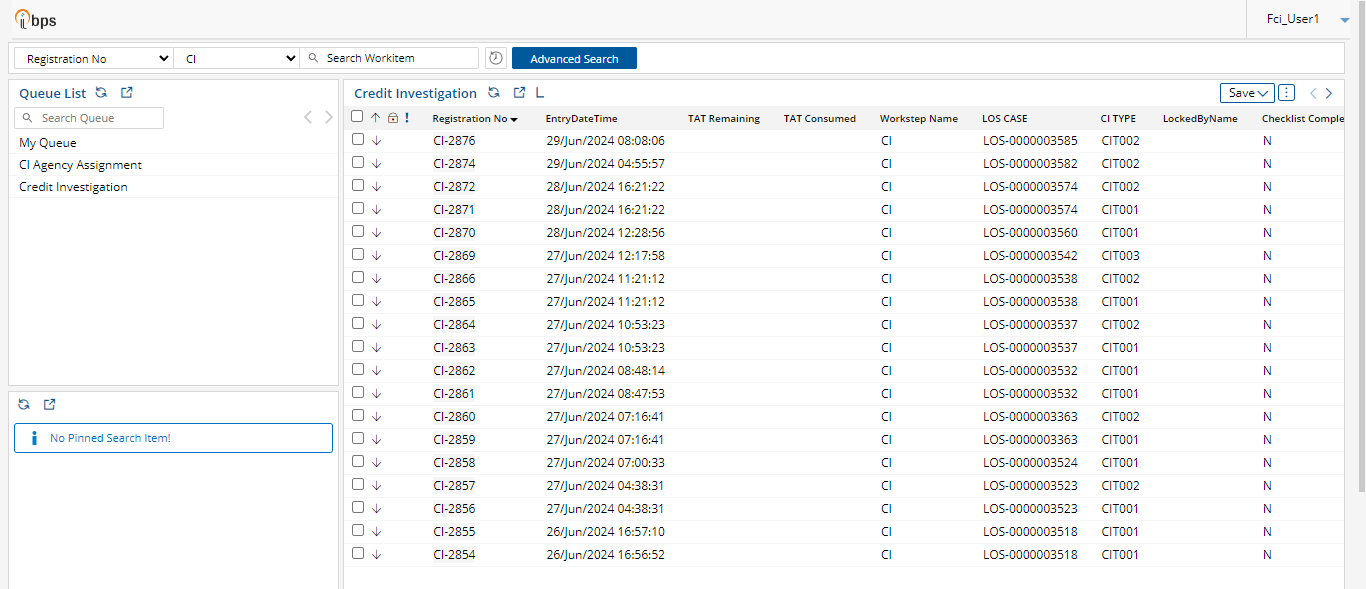 ibps
Fci_User1
Registration No CI Search Workitem Advanced Search
Queue List
Search Queue
My Queue
CI Agency Assignment
Credit Investigation
No Pinned Search Item!
Credit Investigation Save
Registration No EntryDateTime TAT Remaining TAT Consumed Workstep Name LOS CASE CI TYPE LockedByName Checklist Comple
CI-2876 29/Jun/2024 08:08:06 CI LOS-0000003585 CIT002 N
CI-2874 29/Jun/2024 04:55:57 CI LOS-0000003582 CIT002 N
CI-2872 28/Jun/2024 16:21:22 CI LOS-0000003574 CIT002 N
CI-2871 28/Jun/2024 16:21:22 CI LOS-0000003574 CIT001 N
CI-2870 28/Jun/2024 12:28:56 CI LOS-0000003560 CIT001 N
CI-2869 27/Jun/2024 12:17:58 CI LOS-0000003542 CIT003 N
CI-2866 27/Jun/2024 11:21:12 CI LOS-0000003538 CIT002 N
CI-2865 27/Jun/2024 11:21:12 CI LOS-0000003538 CIT001 N
CI-2864 27/Jun/2024 10:53:23 CI LOS-0000003537 CIT002 N
CI-2863 27/Jun/2024 10:53:23 CI LOS-0000003537 CIT001 N
CI-2862 27/Jun/2024 08:48:14 CI LOS-0000003532 CIT001 N
CI-2861 27/Jun/2024 08:47:53 CI LOS-0000003532 CIT001 N
CI-2860 27/Jun/2024 07:16:41 CI LOS-0000003363 CIT002 N
CI-2859 27/Jun/2024 07:16:41 CI LOS-0000003363 CIT001 N
CI-2858 27/Jun/2024 07:00:33 CI LOS-0000003524 CIT001 N
CI-2857 27/Jun/2024 04:38:31 CI LOS-0000003523 CIT002 N
CI-2856 27/Jun/2024 04:38:31 CI LOS-0000003523 CIT001 N
CI-2855 26/Jun/2024 16:57:10 CI LOS-0000003518 CIT001 N
CI-2854 26/Jun/2024 16:56:52 CI LOS-0000003518 CIT001 N